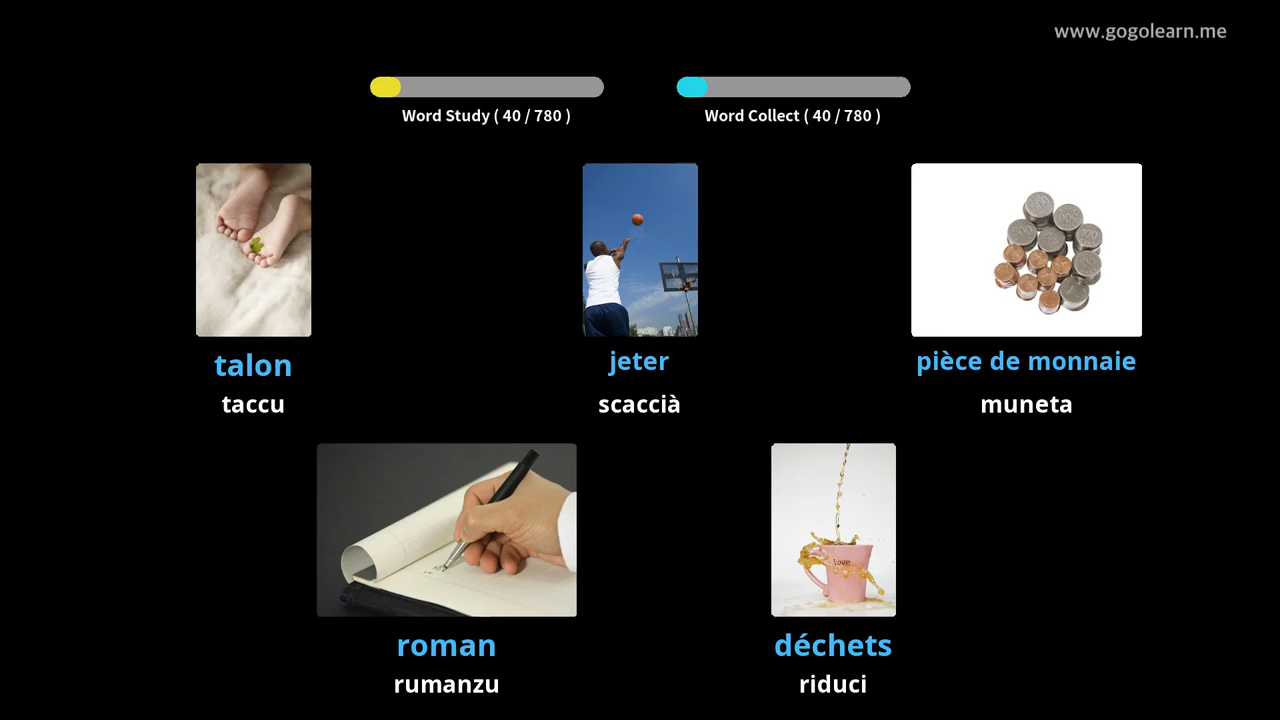 www.gogolearn.me
Word Study ( 40 / 780 )
Word Collect ( 40 / 780 )
talon
taccu
jeter
scaccià
pièce de monnaie
muneta
love
roman
rumanzu
déchets
riduci